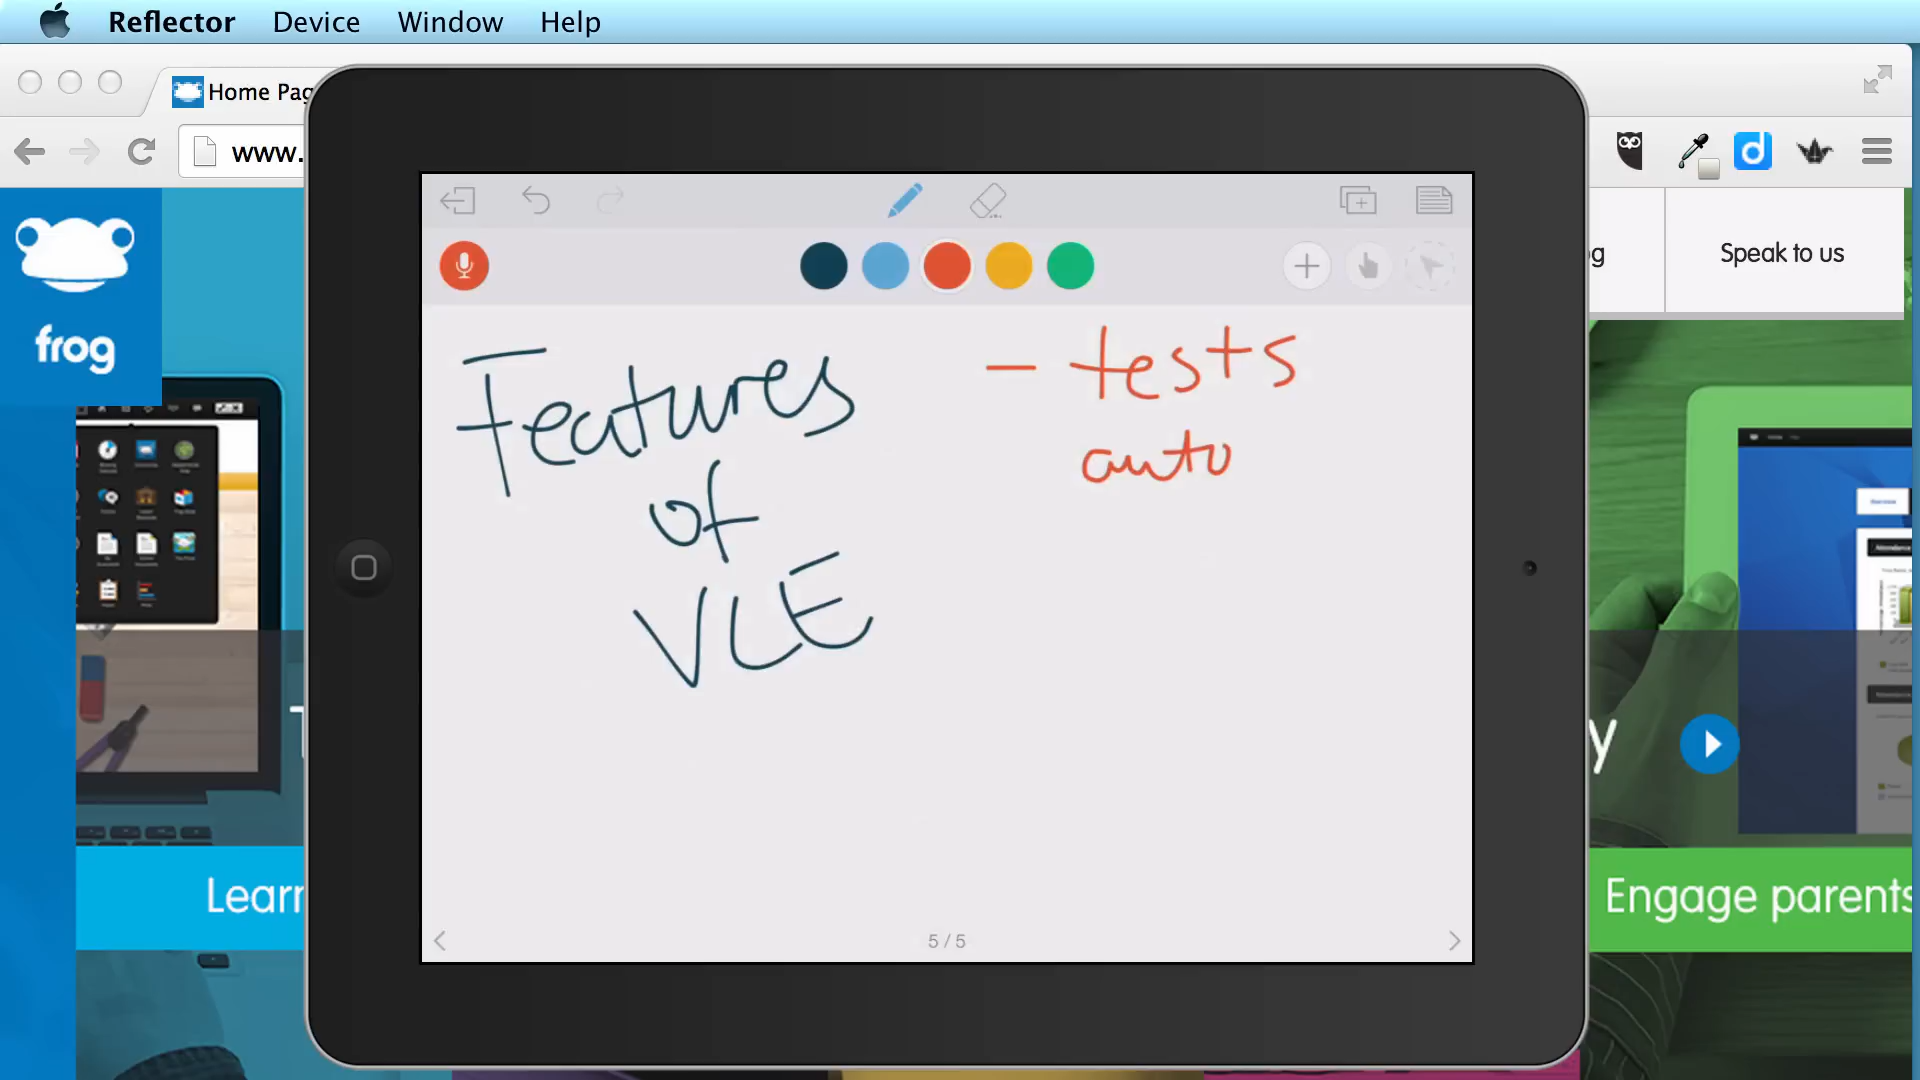 Reflector Device Window Help
Home Pag
www.
frog
g
Speak to us
Features
of
VLE
- tests
auto
5 / 5
y
Learn
Engage parents